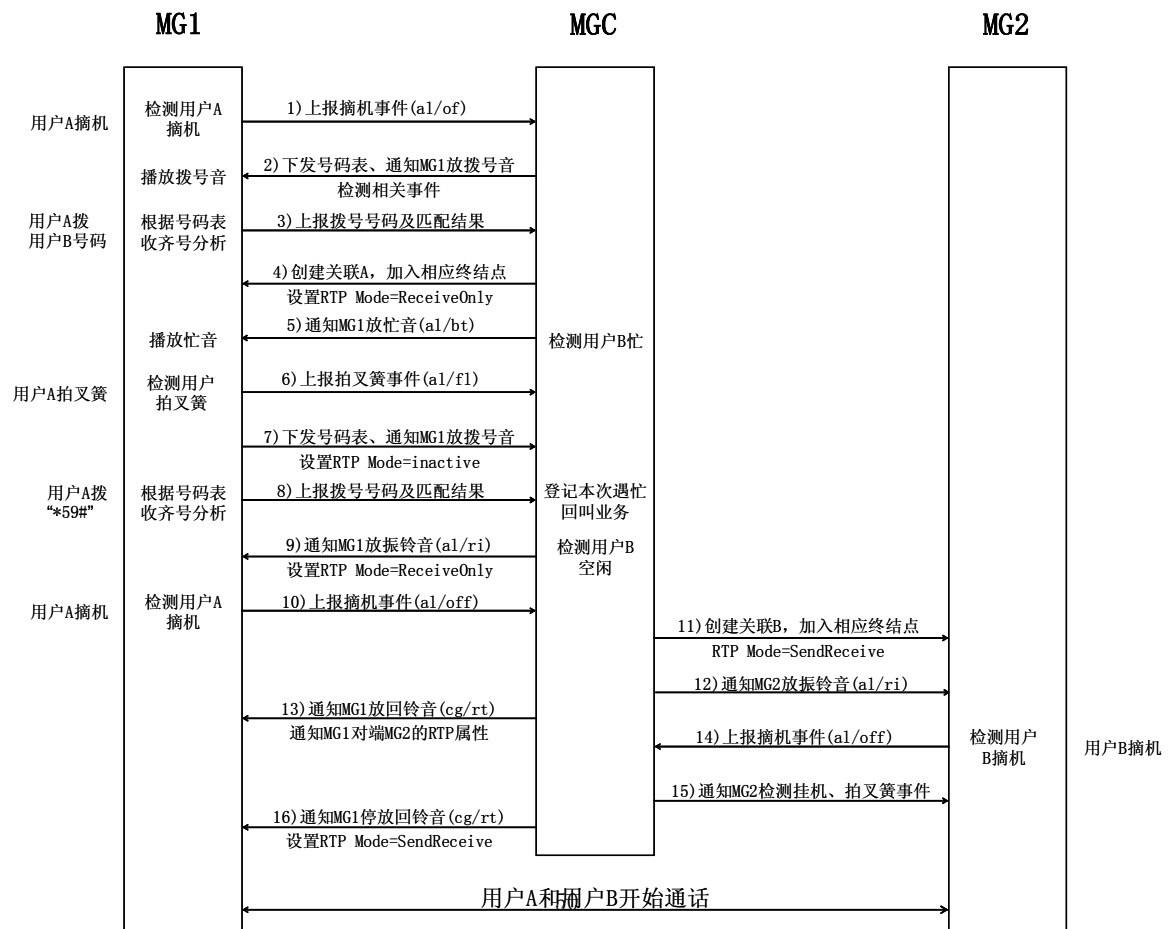 MG1
MGC
MG2
用户A摘机
检测用户A
摘机
1)上报摘机事件(al/of)
播放拨号音
2)下发号码表、通知MG1放拨号音
检测相关事件
用户A拨
用户B号码
根据号码表
收齐号分析
3)上报拨号号码及匹配结果
4)创建关联A，加入相应终结点
设置RTP Mode=ReceiveOnly
播放忙音
5)通知MG1放忙音(al/bt)
检测用户B忙
用户A拍叉簧
检测用户
拍叉簧
6)上报拍叉簧事件(al/fl)
7)下发号码表、通知MG1放拨号音
设置RTP Mode=inactive
用户A拨
“*59#”
根据号码表
收齐号分析
8)上报拨号号码及匹配结果
登记本次遇忙
回叫业务
9)通知MG1放振铃音(al/ri)
设置RTP Mode=ReceiveOnly
检测用户B
空闲
用户A摘机
检测用户A
摘机
10)上报摘机事件(al/off)
11)创建关联B，加入相应终结点
RTP Mode=SendReceive
12)通知MG2放振铃音(al/ri)
13)通知MG1放回铃音(cg/rt)
通知MG1对端MG2的RTP属性
14)上报摘机事件(al/off)
检测用户
B摘机
用户B摘机
15)通知MG2检测挂机、拍叉簧事件
16)通知MG1停放回铃音(cg/rt)
设置RTP Mode=SendReceive
用户A和用户B开始通话
50